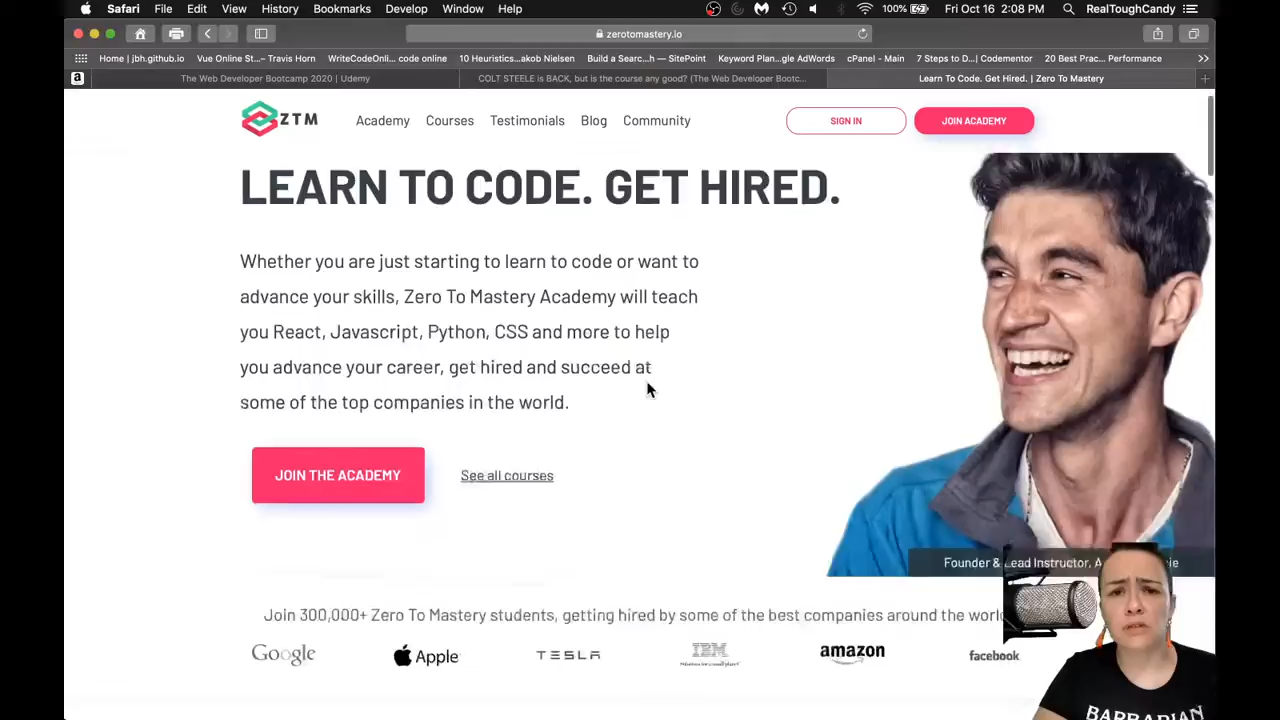 Safari File Edit View History Bookmarks Develop Window Help 100% Fri Oct 16 2:08 PM RealToughCandy
zerotomastery.io
Home | jbh.github.io Vue Online St...– Travis Horn WriteCodeOnli... code online 10 Heuristics...akob Nielsen Build a Searc...h — SitePoint Keyword Plan...gle AdWords cPanel - Main 7 Steps to D...| Codementor 20 Best Prac... Performance
The Web Developer Bootcamp 2020 | Udemy COLT STEELE is BACK, but is the course any good? (The Web Developer Bootc... Learn To Code. Get Hired. | Zero To Mastery
ZTM Academy Courses Testimonials Blog Community SIGN IN JOIN ACADEMY
LEARN TO CODE. GET HIRED.
Whether you are just starting to learn to code or want to
advance your skills, Zero To Mastery Academy will teach
you React, Javascript, Python, CSS and more to help
you advance your career, get hired and succeed at
some of the top companies in the world.
JOIN THE ACADEMY See all courses
Founder & Lead Instructor,
Join 300,000+ Zero To Mastery students, getting hired by some of the best companies around the world
Google Apple TESLA IBM amazon facebook
BARBARIAN